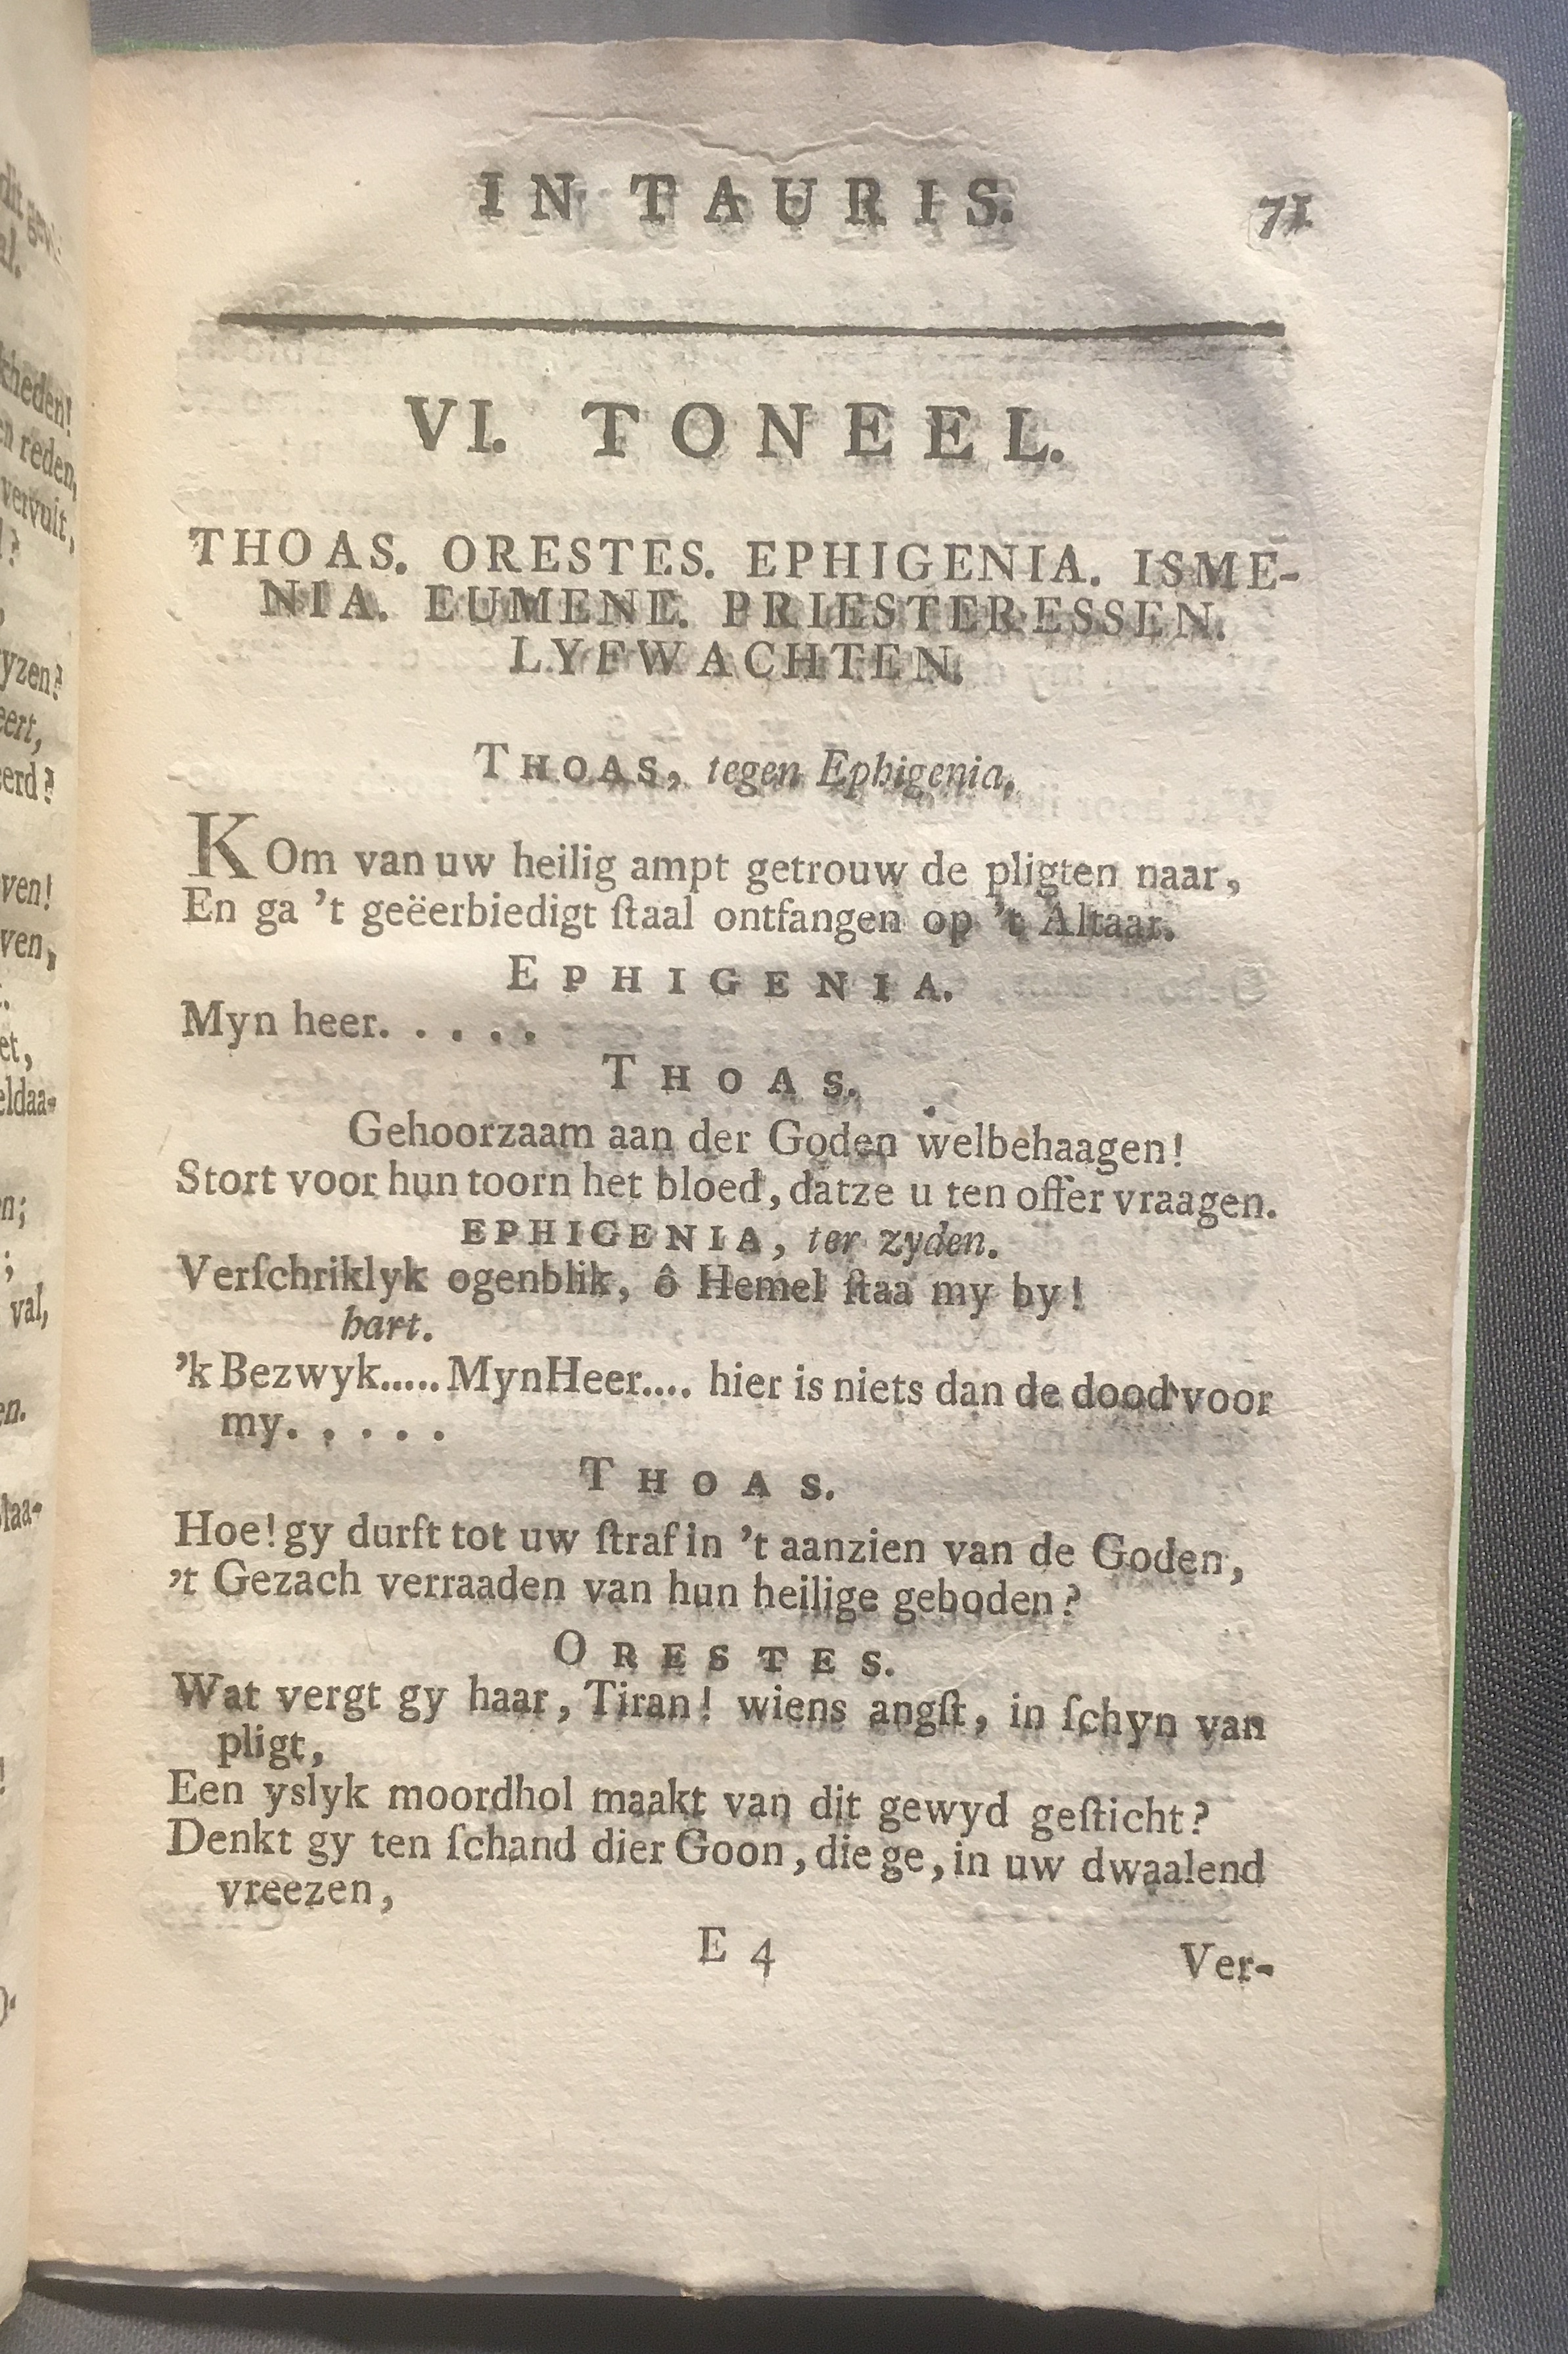 IN TAURIS. 71
VI. TONEEL.
THOAS. ORESTES. EPHIGENIA. ISME-
NIA. EUMENE. PRIESTERESSEN.
LYFWACHTEN.
THOAS, tegen Ephigenia,
KOm van uw heilig ampt getrouw de pligten naar,
En ga 't geëerbiedigt ſtaal ontfangen op 't Altaar.
EPHIGENIA.
Myn heer. . . . . .
THOAS.
Gehoorzaam aan der Goden welbehaagen!
Stort voor hun toorn het bloed, datze u ten offer vraagen.
EPHIGENIA, ter zyden.
Verſchriklyk ogenblik, ô Hemel ſtaa my by!
hart.
'k Bezwyk..... Myn Heer.... hier is niets dan de dood voor
my. . . . . .
THOAS.
Hoe! gy durft tot uw ſtraf in 't aanzien van de Goden,
't Gezach verraaden van hun heilige geboden?
ORESTES.
Wat vergt gy haar, Tiran! wiens angſt, in ſchyn van
pligt,
Een yslyk moordhol maakt van dit gewyd geſticht?
Denkt gy ten ſchand dier Goon, die ge, in uw dwaalend
vreezen,
E 4 Ver-